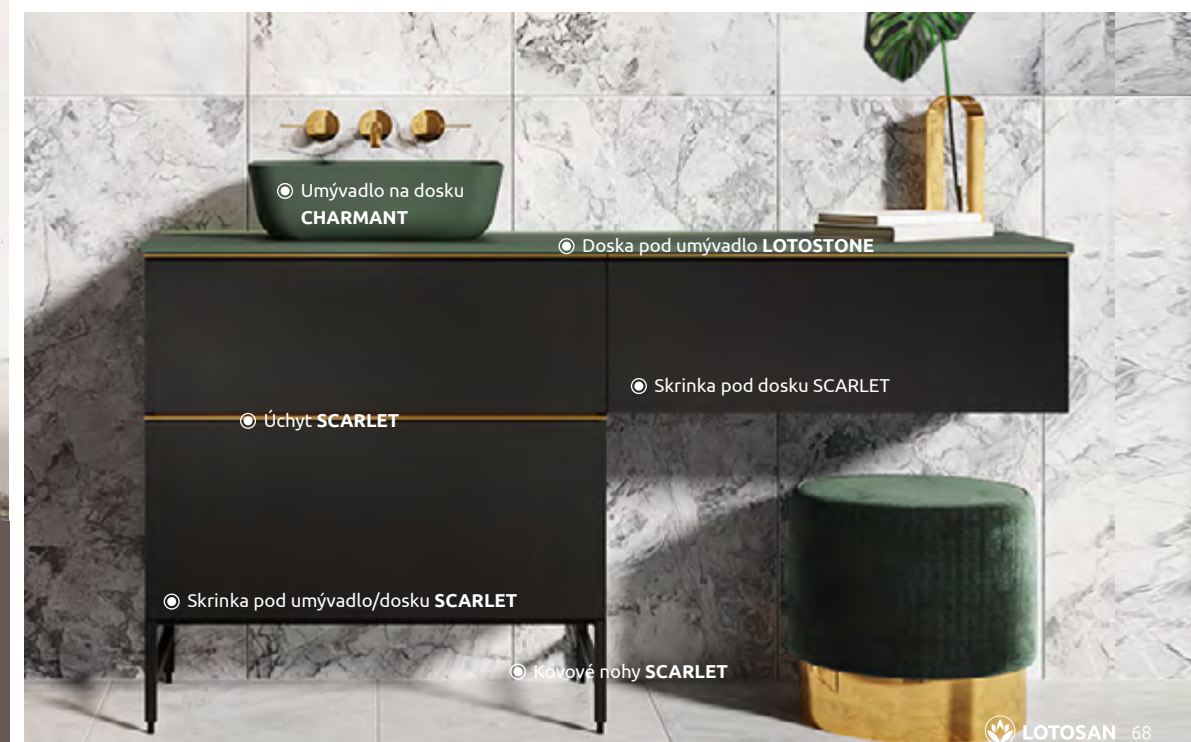 Umývadlo na dosku
CHARMANT
Doska pod umývadlo LOTOSTONE
Skrinka pod dosku SCARLET
Úchyt SCARLET
Skrinka pod umývadlo/dosku SCARLET
Kovové nohy SCARLET
LOTOSAN 68